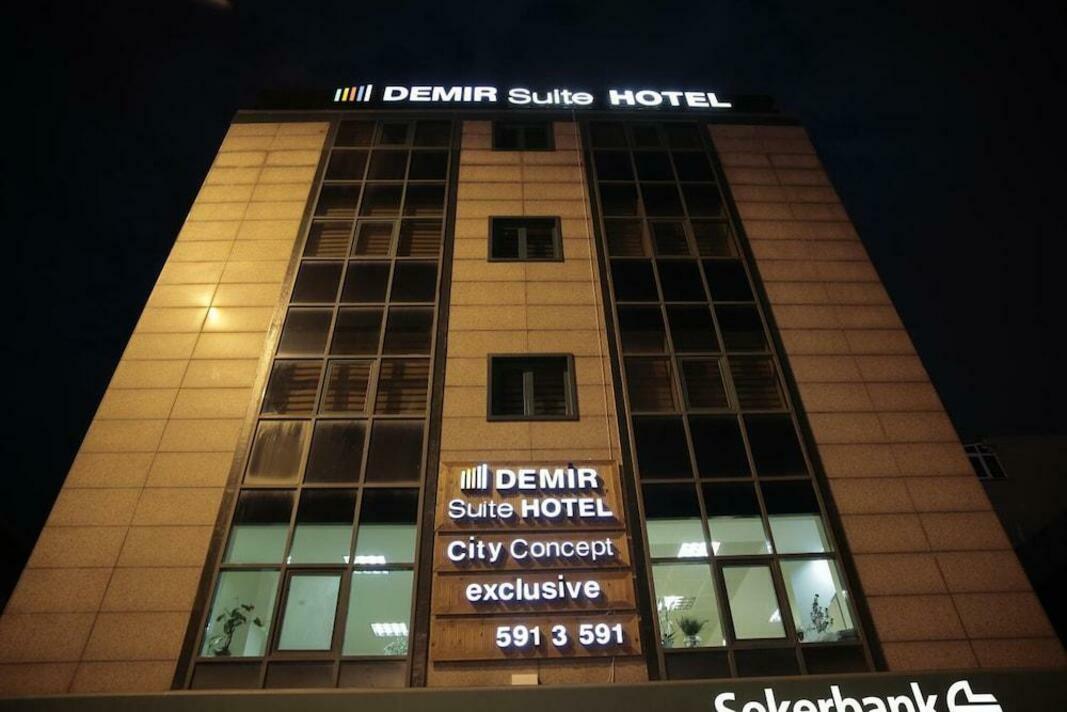 DEMIR Suite HOTEL
DEMIR
Suite HOTEL
City Concept
exclusive
591 3 591
Şekerbank